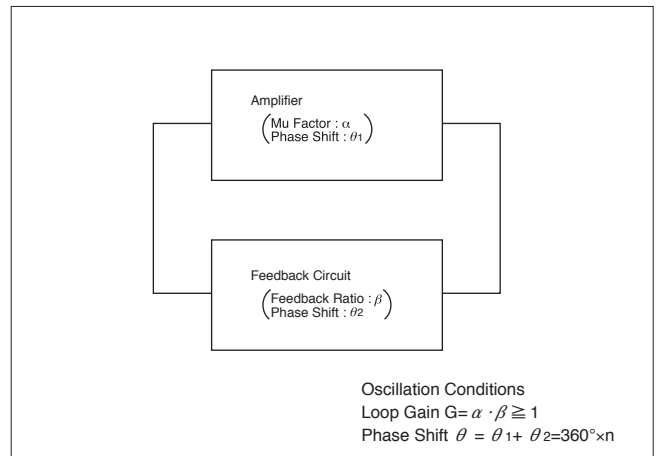 Amplifier
(Mu Factor : α
Phase Shift : θ1)
Feedback Circuit
(Feedback Ratio : β
Phase Shift : θ2)
Oscillation Conditions
Loop Gain G= α · β ≧ 1
Phase Shift θ = θ1+ θ2=360°×n